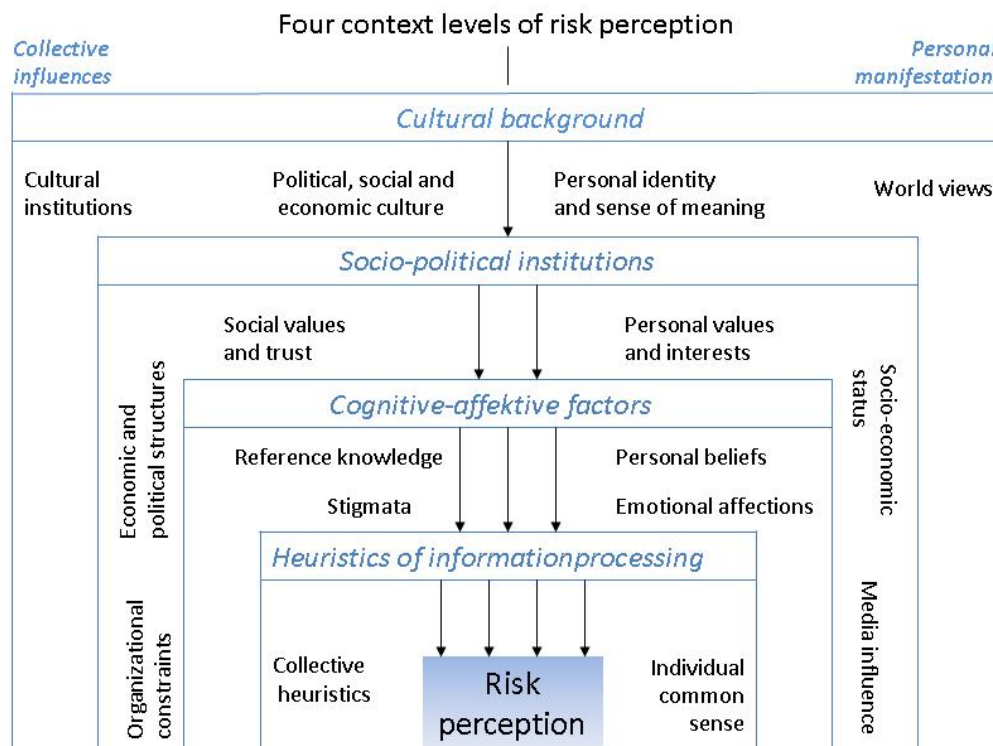 Four context levels of risk perception
Collective
influences
Personal
manifestation
Cultural background
Cultural
institutions
Political, social and
economic culture
Personal identity
and sense of meaning
World views
Socio-political institutions
Social values
and trust
Personal values
and interests
Economic and
political structures
Socio-economic
status
Cognitive-affektive factors
Reference knowledge
Personal beliefs
Stigmata
Emotional affections
Heuristics of informationprocessing
Organizational
constraints
Collective
heuristics
Risk
perception
Individual
common
sense
Media influence